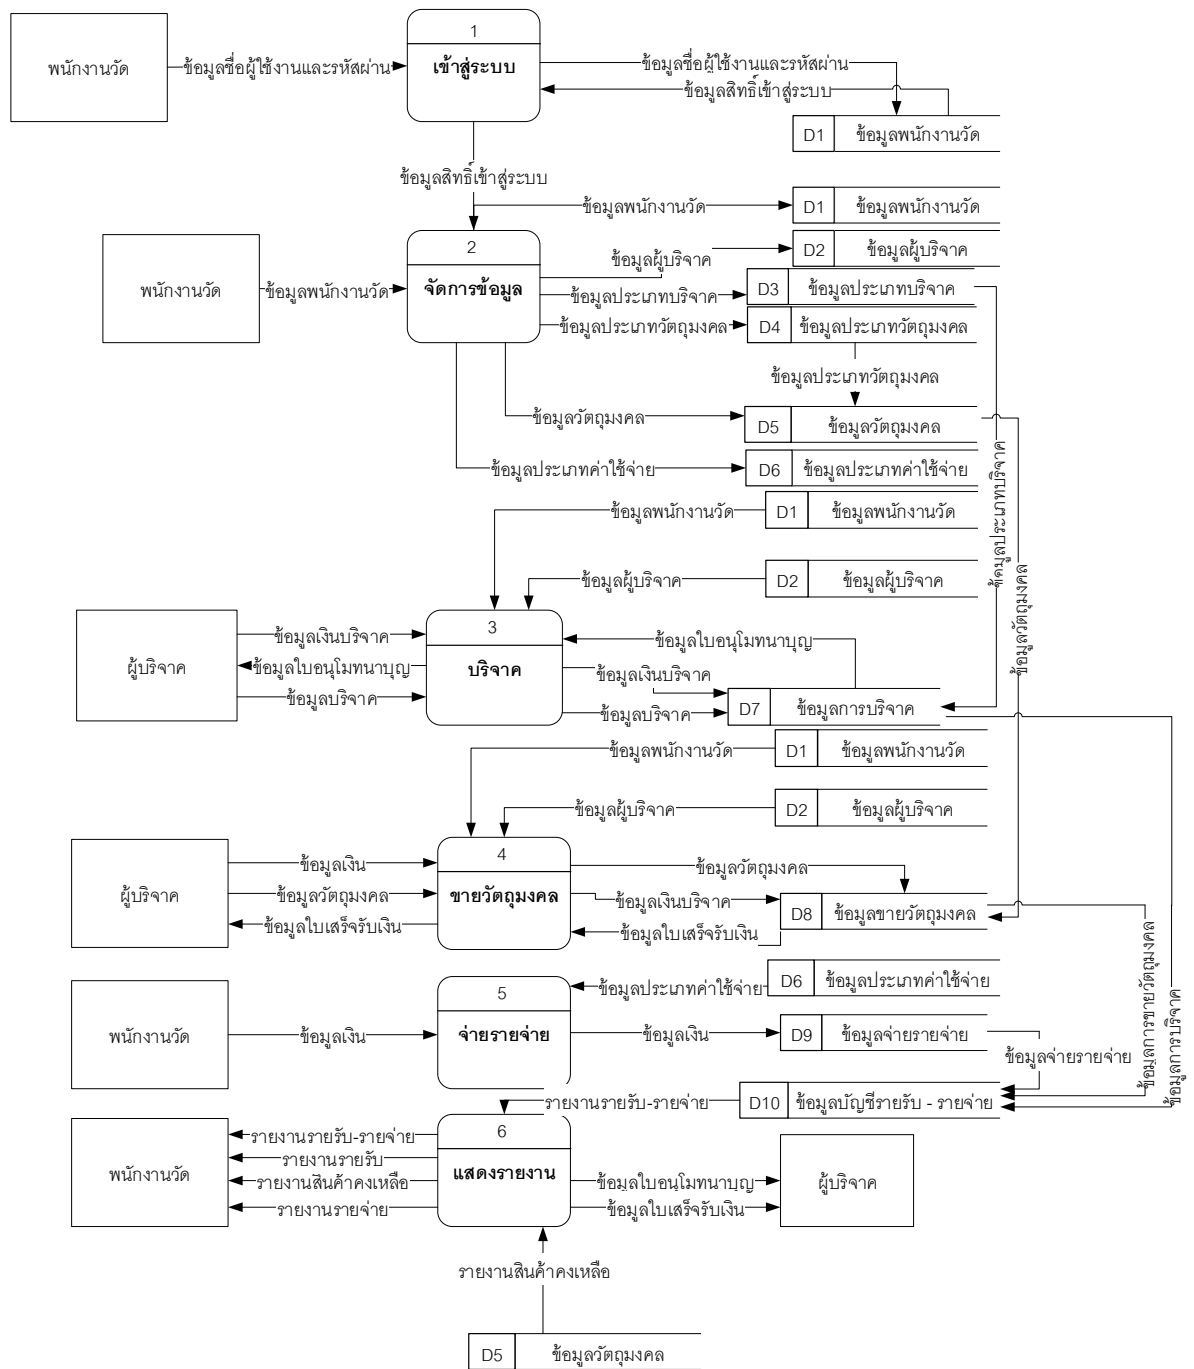 1
พนักงานวัด
ข้อมูลชื่อผู้ใช้งานและรหัสผ่าน
เข้าสู่ระบบ
ข้อมูลชื่อผู้ใช้งานและรหัสผ่าน
ข้อมูลสิทธิ์เข้าสู่ระบบ
D1 ข้อมูลพนักงานวัด
ข้อมูลสิทธิ์เข้าสู่ระบบ
ข้อมูลพนักงานวัด
D1 ข้อมูลพนักงานวัด
2
ข้อมูลผู้บริจาค
D2 ข้อมูลผู้บริจาค
พนักงานวัด
ข้อมูลพนักงานวัด
จัดการข้อมูล
ข้อมูลประเภทบริจาค
D3 ข้อมูลประเภทบริจาค
ข้อมูลประเภทวัตถุมงคล
D4 ข้อมูลประเภทวัตถุมงคล
ข้อมูลประเภทวัตถุมงคล
ข้อมูลวัตถุมงคล
D5 ข้อมูลวัตถุมงคล
ข้อมูลประเภทค่าใช้จ่าย
D6 ข้อมูลประเภทค่าใช้จ่าย
ข้อมูลประเภทบริจาค
ข้อมูลพนักงานวัด
D1 ข้อมูลพนักงานวัด
ข้อมูลผู้บริจาค
D2 ข้อมูลผู้บริจาค
ข้อมูลวัตถุมงคล
3
ผู้บริจาค
ข้อมูลเงินบริจาค
ข้อมูลใบอนุโมทนาบุญ
ข้อมูลบริจาค
บริจาค
ข้อมูลใบอนุโมทนาบุญ
ข้อมูลเงินบริจาค
ข้อมูลบริจาค
D7 ข้อมูลการบริจาค
ข้อมูลพนักงานวัด
D1 ข้อมูลพนักงานวัด
ข้อมูลผู้บริจาค
D2 ข้อมูลผู้บริจาค
4
ผู้บริจาค
ข้อมูลเงิน
ข้อมูลวัตถุมงคล
ข้อมูลใบเสร็จรับเงิน
ขายวัตถุมงคล
ข้อมูลวัตถุมงคล
ข้อมูลเงินบริจาค
ข้อมูลใบเสร็จรับเงิน
D8 ข้อมูลขายวัตถุมงคล
ข้อมูลการขายวัตถุมงคล
ข้อมูลการบริจาค
5
ข้อมูลประเภทค่าใช้จ่าย
D6 ข้อมูลประเภทค่าใช้จ่าย
พนักงานวัด
ข้อมูลเงิน
จ่ายรายจ่าย
ข้อมูลเงิน
D9 ข้อมูลจ่ายรายจ่าย
ข้อมูลจ่ายรายจ่าย
รายงานรายรับ-รายจ่าย
D10 ข้อมูลบัญชีรายรับ - รายจ่าย
6
พนักงานวัด
รายงานรายรับ-รายจ่าย
รายงานรายรับ
รายงานสินค้าคงเหลือ
รายงานรายจ่าย
แสดงรายงาน
ข้อมูลใบอนุโมทนาบุญ
ข้อมูลใบเสร็จรับเงิน
ผู้บริจาค
รายงานสินค้าคงเหลือ
D5 ข้อมูลวัตถุมงคล